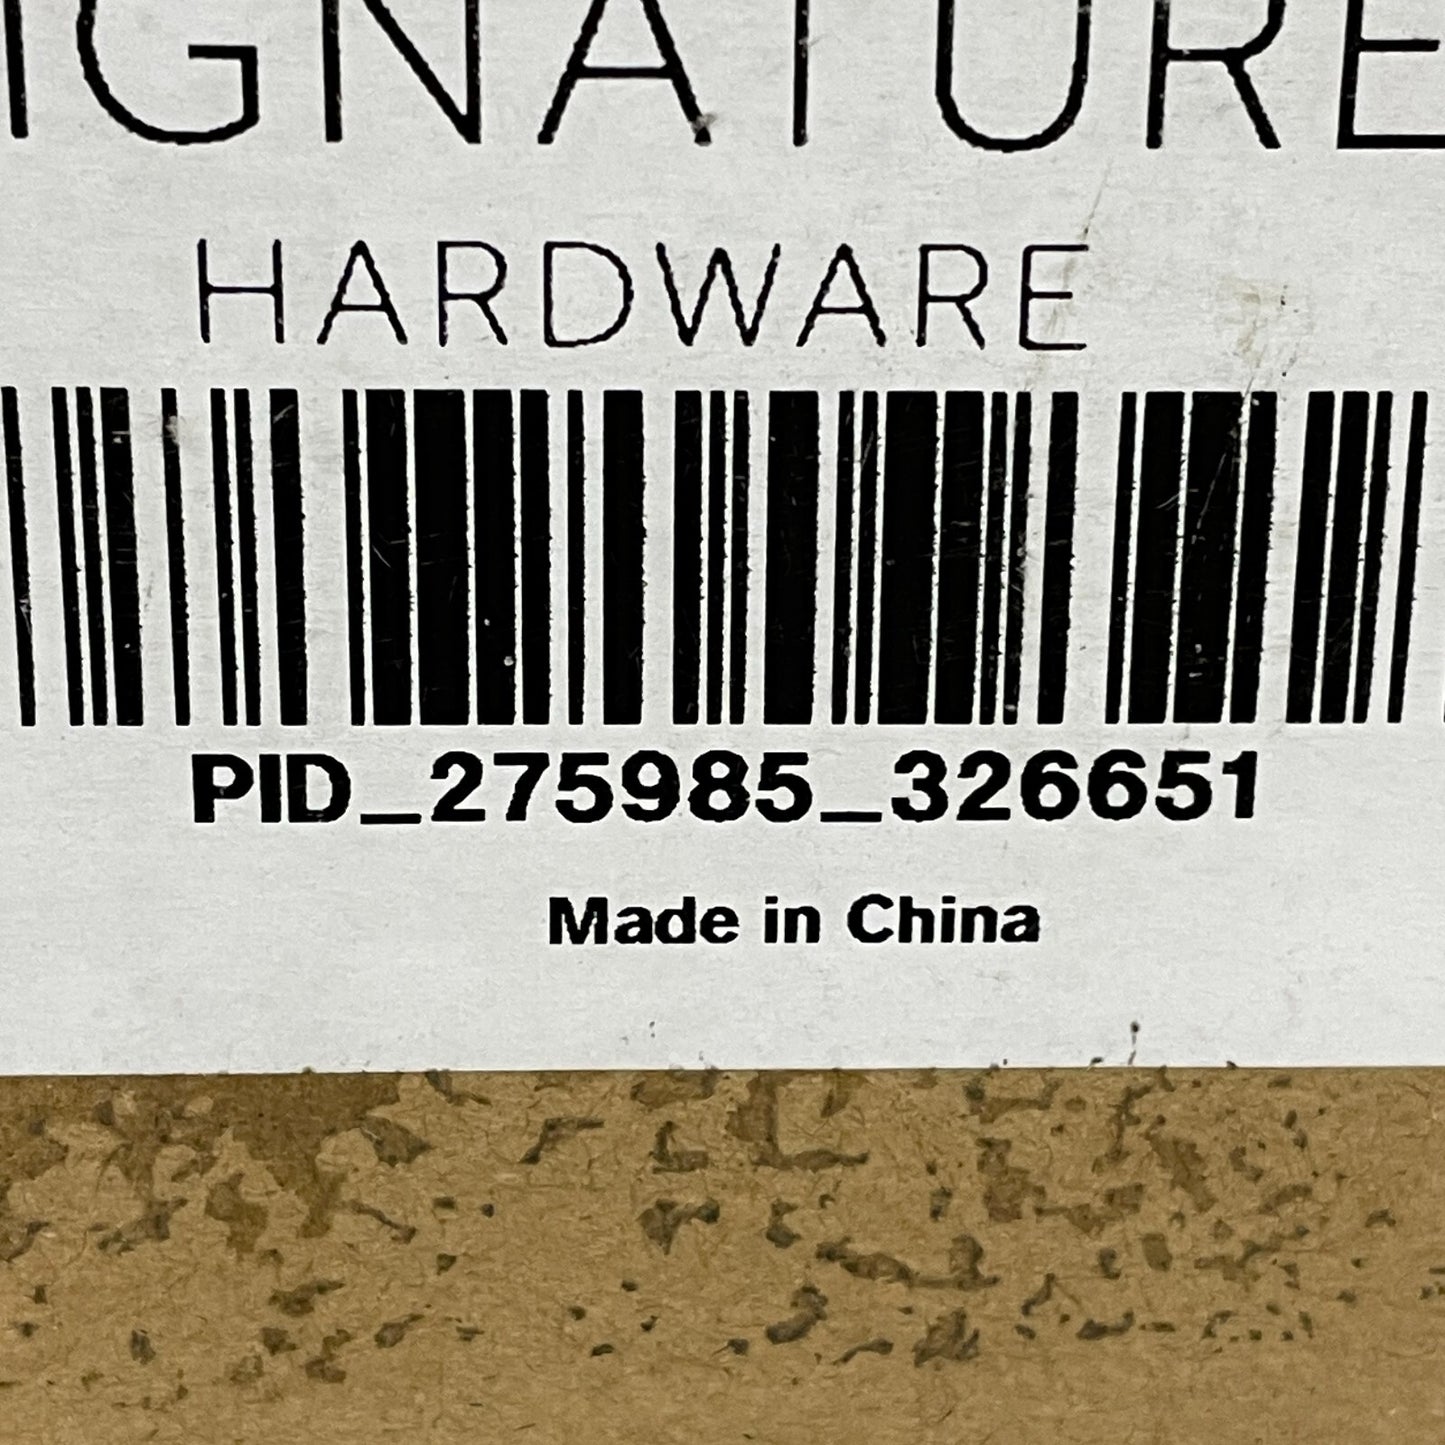 IGNATURE
HARDWARE
PID_275985_326651
Made in China